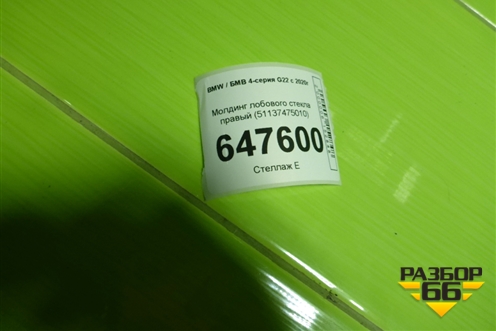 BMW / БМВ 4-серия G22 с 2020г
Молдинг лобового стекла
правый (51137475010)
647600
Стеллаж Е
РАЗБОР
66